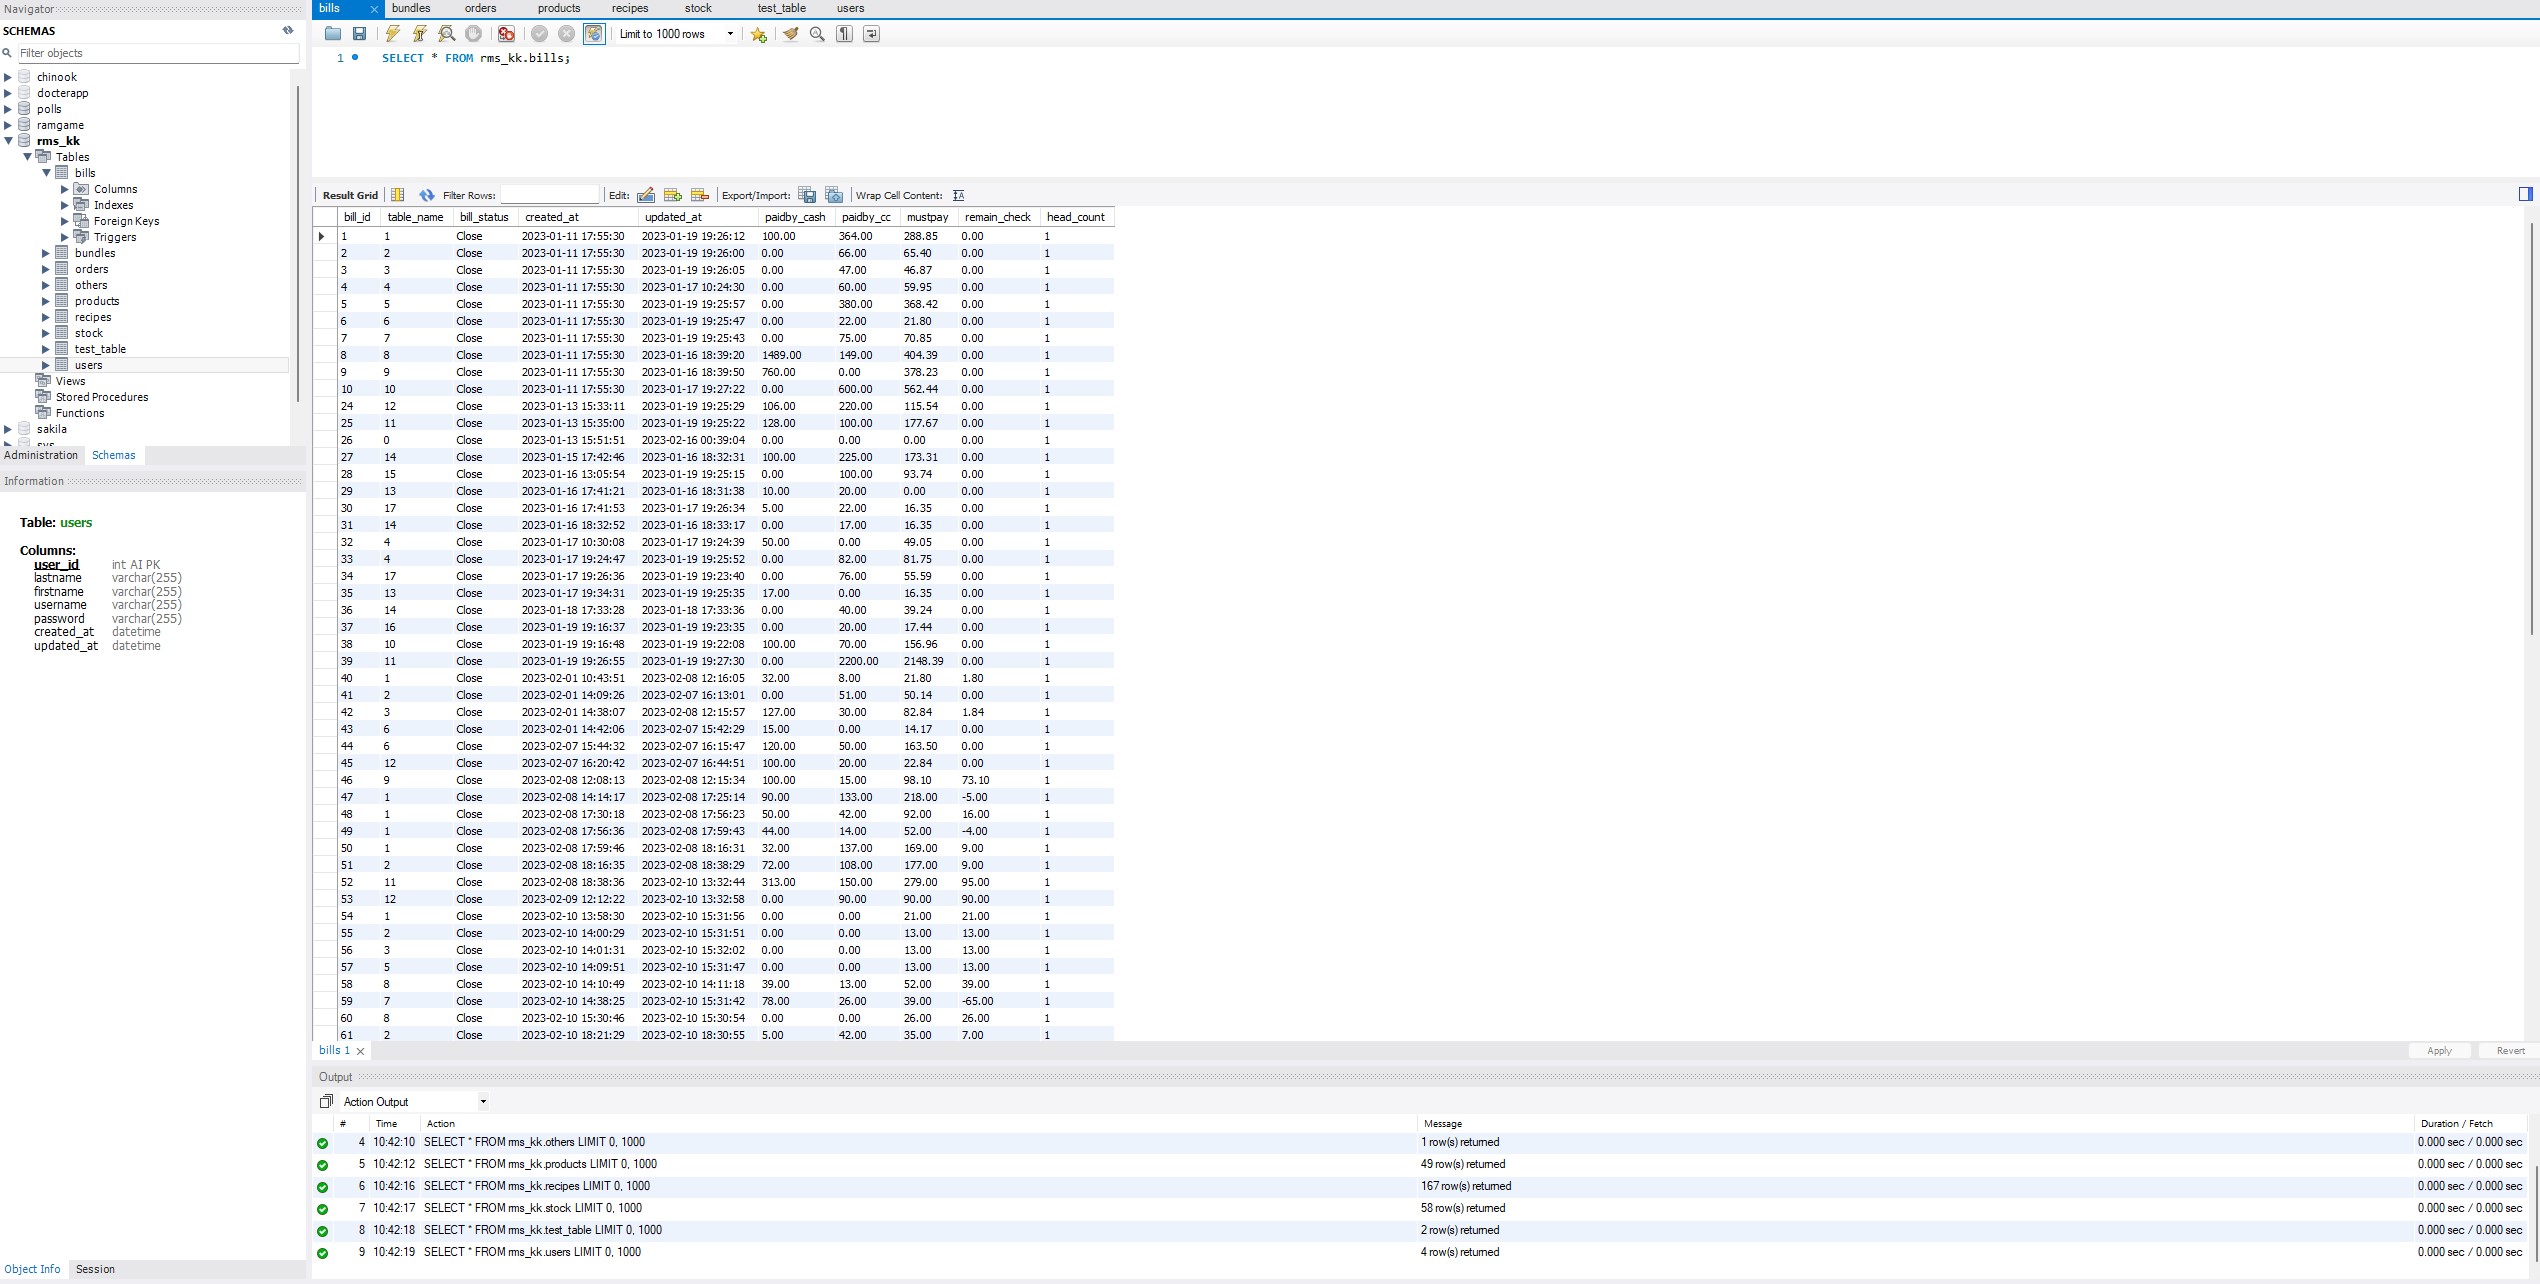 Navigator
SCHEMAS
Filter objects
chinook
docterapp
polls
ramgame
rms_kk
Tables
bills
Columns
Indexes
Foreign Keys
Triggers
bundles
orders
others
products
recipes
stock
test_table
users
Views
Stored Procedures
Functions
sakila
sys
Administration Schemas
Information
Table: users
Columns:
user_id int AI PK
lastname varchar(255)
firstname varchar(255)
username varchar(255)
password varchar(255)
created_at datetime
updated_at datetime
Object Info Session
bills bundles orders products recipes stock test_table users
Limit to 1000 rows
1 SELECT * FROM rms_kk.bills;
Result Grid Filter Rows: Edit: Export/Import: Wrap Cell Content:
bill_id table_name bill_status created_at updated_at paidby_cash paidby_cc mustpay remain_check head_count
1 1 Close 2023-01-11 17:55:30 2023-01-19 19:26:12 100.00 364.00 288.85 0.00 1
2 2 Close 2023-01-11 17:55:30 2023-01-19 19:26:00 0.00 66.00 65.40 0.00 1
3 3 Close 2023-01-11 17:55:30 2023-01-19 19:26:05 0.00 47.00 46.87 0.00 1
4 4 Close 2023-01-11 17:55:30 2023-01-17 10:24:30 0.00 60.00 59.95 0.00 1
5 5 Close 2023-01-11 17:55:30 2023-01-19 19:25:57 0.00 380.00 368.42 0.00 1
6 6 Close 2023-01-11 17:55:30 2023-01-19 19:25:47 0.00 22.00 21.80 0.00 1
7 7 Close 2023-01-11 17:55:30 2023-01-19 19:25:43 0.00 75.00 70.85 0.00 1
8 8 Close 2023-01-11 17:55:30 2023-01-16 18:39:20 1489.00 149.00 404.39 0.00 1
9 9 Close 2023-01-11 17:55:30 2023-01-16 18:39:50 760.00 0.00 378.23 0.00 1
10 10 Close 2023-01-11 17:55:30 2023-01-17 19:27:22 0.00 600.00 562.44 0.00 1
24 12 Close 2023-01-13 15:33:11 2023-01-19 19:25:29 106.00 220.00 115.54 0.00 1
25 11 Close 2023-01-13 15:35:00 2023-01-19 19:25:22 128.00 100.00 177.67 0.00 1
26 0 Close 2023-01-13 15:51:51 2023-02-16 00:39:04 0.00 0.00 0.00 0.00 1
27 14 Close 2023-01-15 17:42:46 2023-01-16 18:32:31 100.00 225.00 173.31 0.00 1
28 15 Close 2023-01-16 13:05:54 2023-01-19 19:25:15 0.00 100.00 93.74 0.00 1
29 13 Close 2023-01-16 17:41:21 2023-01-16 18:31:38 10.00 20.00 0.00 0.00 1
30 17 Close 2023-01-16 17:41:53 2023-01-17 19:26:34 5.00 22.00 16.35 0.00 1
31 14 Close 2023-01-16 18:32:52 2023-01-16 18:33:17 0.00 17.00 16.35 0.00 1
32 4 Close 2023-01-17 10:30:08 2023-01-17 19:24:39 50.00 0.00 49.05 0.00 1
33 4 Close 2023-01-17 19:24:47 2023-01-19 19:25:52 0.00 82.00 81.75 0.00 1
34 17 Close 2023-01-17 19:26:36 2023-01-19 19:23:40 0.00 76.00 55.59 0.00 1
35 13 Close 2023-01-17 19:34:31 2023-01-19 19:25:35 17.00 0.00 16.35 0.00 1
36 14 Close 2023-01-18 17:33:28 2023-01-18 17:33:36 0.00 40.00 39.24 0.00 1
37 16 Close 2023-01-19 19:16:37 2023-01-19 19:23:35 0.00 20.00 17.44 0.00 1
38 10 Close 2023-01-19 19:16:48 2023-01-19 19:22:08 100.00 70.00 156.96 0.00 1
39 11 Close 2023-01-19 19:26:55 2023-01-19 19:27:30 0.00 2200.00 2148.39 0.00 1
40 1 Close 2023-02-01 10:43:51 2023-02-08 12:16:05 32.00 8.00 21.80 1.80 1
41 2 Close 2023-02-01 14:09:26 2023-02-07 16:13:01 0.00 51.00 50.14 0.00 1
42 3 Close 2023-02-01 14:38:07 2023-02-08 12:15:57 127.00 30.00 82.84 1.84 1
43 6 Close 2023-02-01 14:42:06 2023-02-07 15:42:29 15.00 0.00 14.17 0.00 1
44 6 Close 2023-02-07 15:44:32 2023-02-07 16:15:47 120.00 50.00 163.50 0.00 1
45 12 Close 2023-02-07 16:20:42 2023-02-07 16:44:51 100.00 20.00 22.84 0.00 1
46 9 Close 2023-02-08 12:08:13 2023-02-08 12:15:34 100.00 15.00 98.10 73.10 1
47 1 Close 2023-02-08 14:14:17 2023-02-08 17:25:14 90.00 133.00 218.00 -5.00 1
48 1 Close 2023-02-08 17:30:18 2023-02-08 17:56:23 50.00 42.00 92.00 16.00 1
49 1 Close 2023-02-08 17:56:36 2023-02-08 17:59:43 44.00 14.00 52.00 -4.00 1
50 1 Close 2023-02-08 17:59:46 2023-02-08 18:16:31 32.00 137.00 169.00 9.00 1
51 2 Close 2023-02-08 18:16:35 2023-02-08 18:38:29 72.00 108.00 177.00 9.00 1
52 11 Close 2023-02-08 18:38:36 2023-02-10 13:32:44 313.00 150.00 279.00 95.00 1
53 12 Close 2023-02-09 12:12:22 2023-02-10 13:32:58 0.00 90.00 90.00 90.00 1
54 1 Close 2023-02-10 13:58:30 2023-02-10 15:31:56 0.00 0.00 21.00 21.00 1
55 2 Close 2023-02-10 14:00:29 2023-02-10 15:31:51 0.00 0.00 13.00 13.00 1
56 3 Close 2023-02-10 14:01:31 2023-02-10 15:32:02 0.00 0.00 13.00 13.00 1
57 5 Close 2023-02-10 14:09:51 2023-02-10 15:31:47 0.00 0.00 13.00 13.00 1
58 8 Close 2023-02-10 14:10:49 2023-02-10 14:11:18 39.00 13.00 52.00 39.00 1
59 7 Close 2023-02-10 14:38:25 2023-02-10 15:31:42 78.00 26.00 39.00 -65.00 1
60 8 Close 2023-02-10 15:30:46 2023-02-10 15:30:54 0.00 0.00 26.00 26.00 1
61 2 Close 2023-02-10 18:21:29 2023-02-10 18:30:55 5.00 42.00 35.00 7.00 1
bills 1 Apply Revert
Output
Action Output
# Time Action Message Duration / Fetch
4 10:42:10 SELECT * FROM rms_kk.others LIMIT 0, 1000 1 row(s) returned 0.000 sec / 0.000 sec
5 10:42:12 SELECT * FROM rms_kk.products LIMIT 0, 1000 49 row(s) returned 0.000 sec / 0.000 sec
6 10:42:16 SELECT * FROM rms_kk.recipes LIMIT 0, 1000 167 row(s) returned 0.000 sec / 0.000 sec
7 10:42:17 SELECT * FROM rms_kk.stock LIMIT 0, 1000 58 row(s) returned 0.000 sec / 0.000 sec
8 10:42:18 SELECT * FROM rms_kk.test_table LIMIT 0, 1000 2 row(s) returned 0.000 sec / 0.000 sec
9 10:42:19 SELECT * FROM rms_kk.users LIMIT 0, 1000 4 row(s) returned 0.000 sec / 0.000 sec